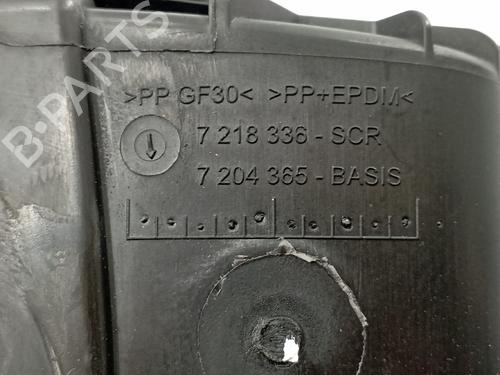 >PP GF30< >PP+EPDM<
7 218 336-SCR
7 204 365-BASIS
B-PARTS